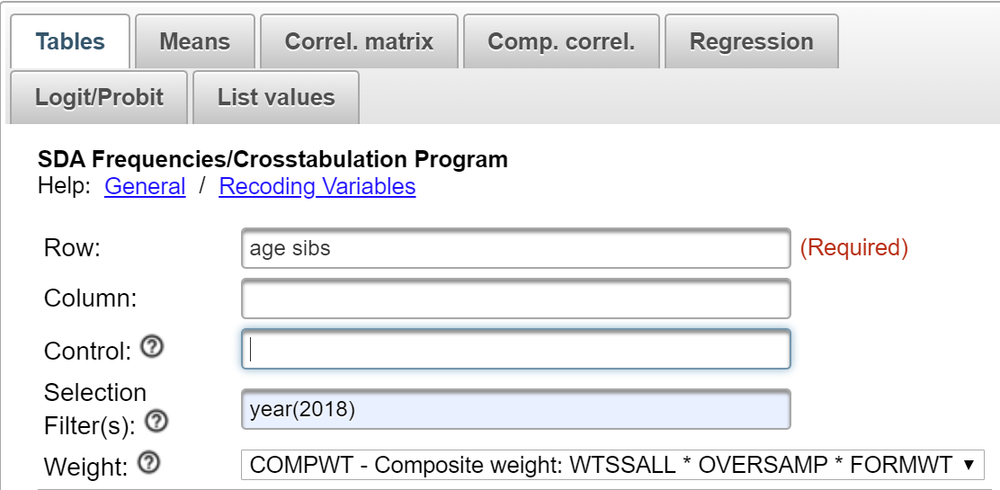 Tables Means Correl. matrix Comp. correl. Regression
Logit/Probit List values
SDA Frequencies/Crosstabulation Program
Help: General / Recoding Variables
Row: age sibs (Required)
Column:
Control: ?
Selection
Filter(s): ? year(2018)
Weight: ? COMPWT - Composite weight: WTSSALL * OVERSAMP * FORMWT ▼